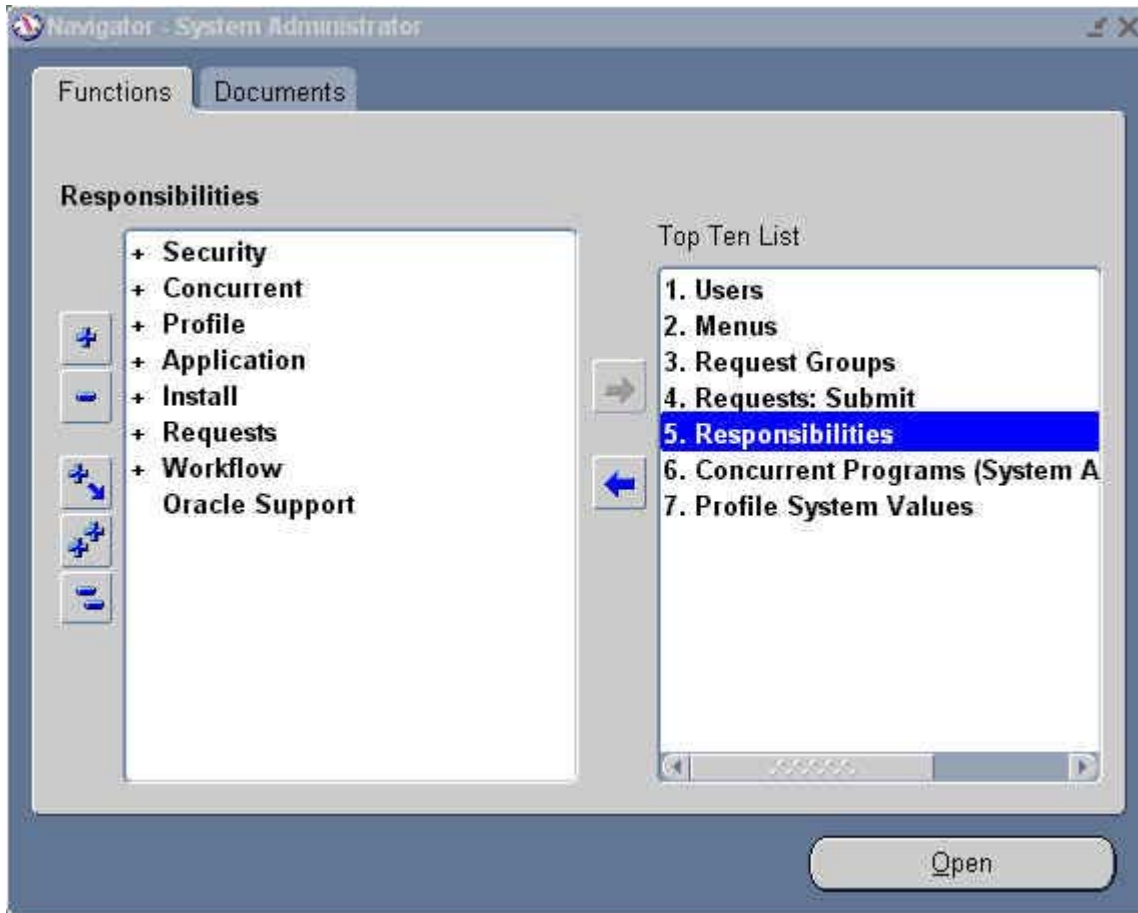 Navigator - System Administrator
Functions
Documents
Responsibilities
+ Security
+ Concurrent
+ Profile
+ Application
+ Install
+ Requests
+ Workflow
Oracle Support
Top Ten List
1. Users
2. Menus
3. Request Groups
4. Requests: Submit
5. Responsibilities
6. Concurrent Programs (System A
7. Profile System Values
Open